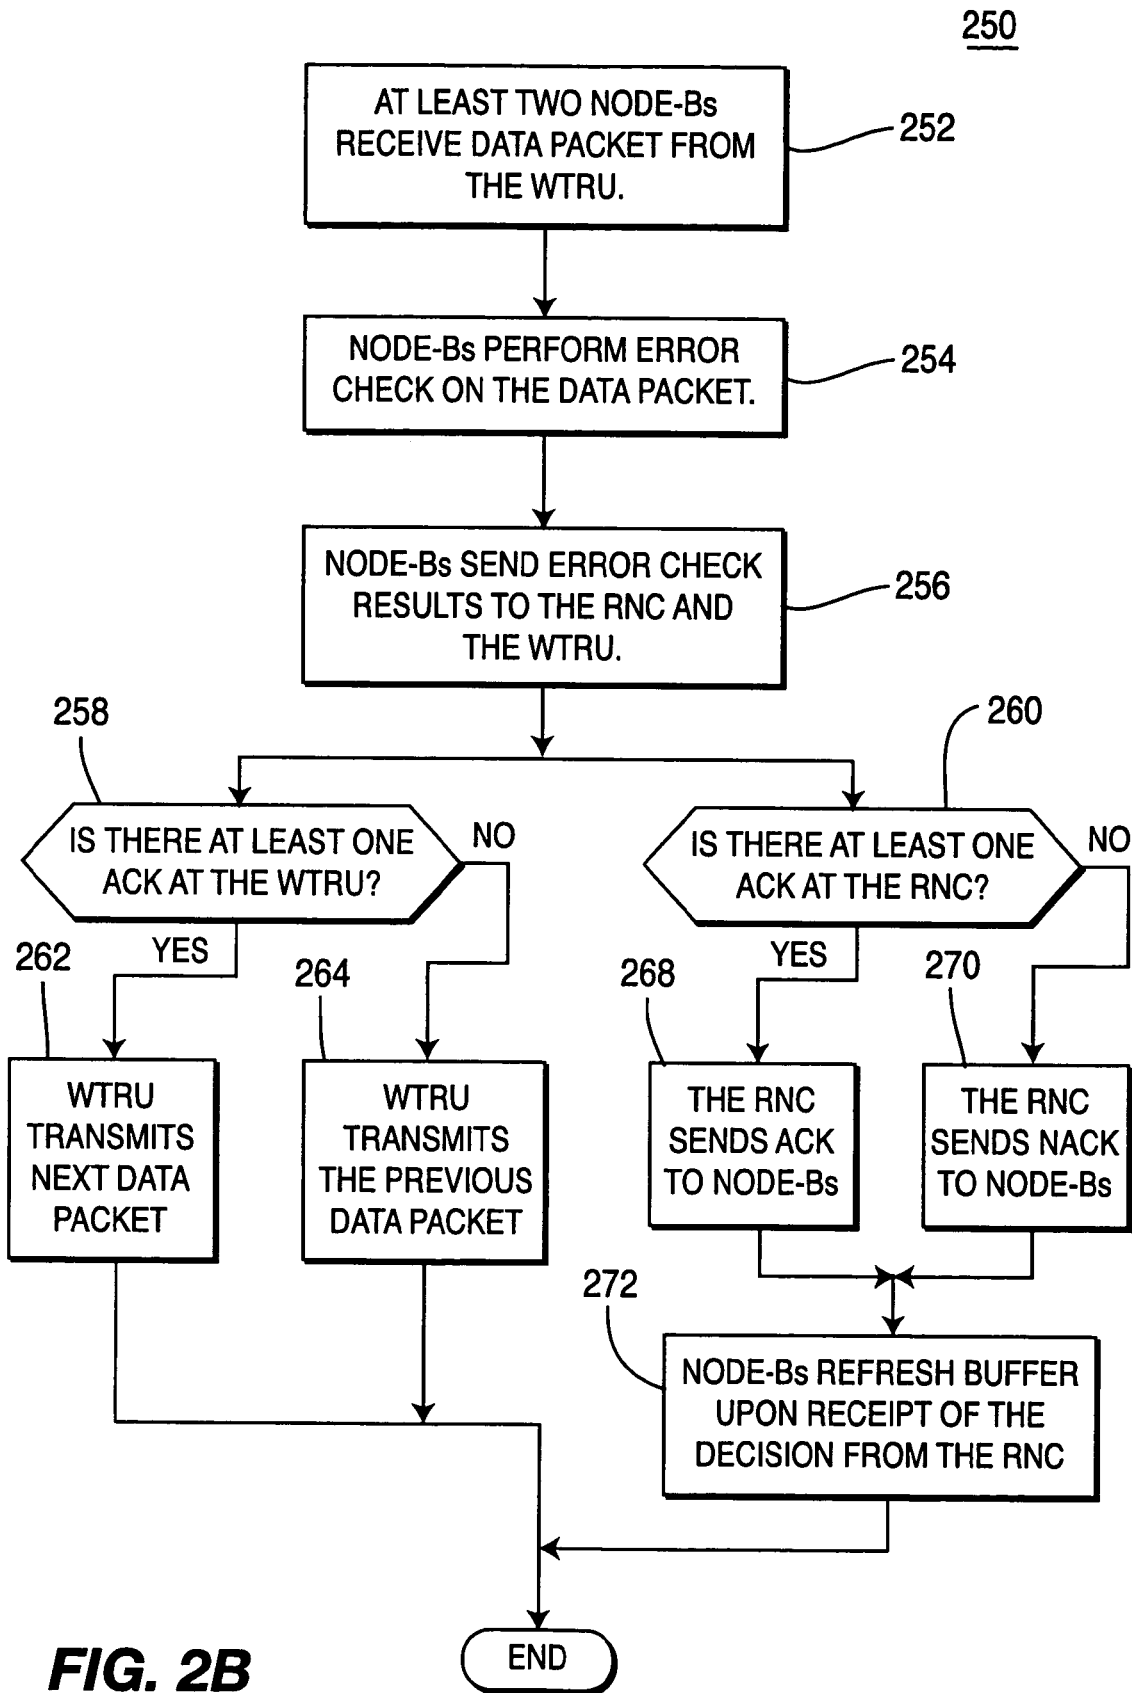 250
AT LEAST TWO NODE-Bs
RECEIVE DATA PACKET FROM
THE WTRU.
252
NODE-Bs PERFORM ERROR
CHECK ON THE DATA PACKET.
254
NODE-Bs SEND ERROR CHECK
RESULTS TO THE RNC AND
THE WTRU.
256
258
260
IS THERE AT LEAST ONE
ACK AT THE WTRU?
NO
IS THERE AT LEAST ONE
ACK AT THE RNC?
NO
YES
YES
262
264
268
270
WTRU
TRANSMITS
NEXT DATA
PACKET
WTRU
TRANSMITS
THE PREVIOUS
DATA PACKET
THE RNC
SENDS ACK
TO NODE-Bs
THE RNC
SENDS NACK
TO NODE-Bs
272
NODE-Bs REFRESH BUFFER
UPON RECEIPT OF THE
DECISION FROM THE RNC
END
FIG. 2B